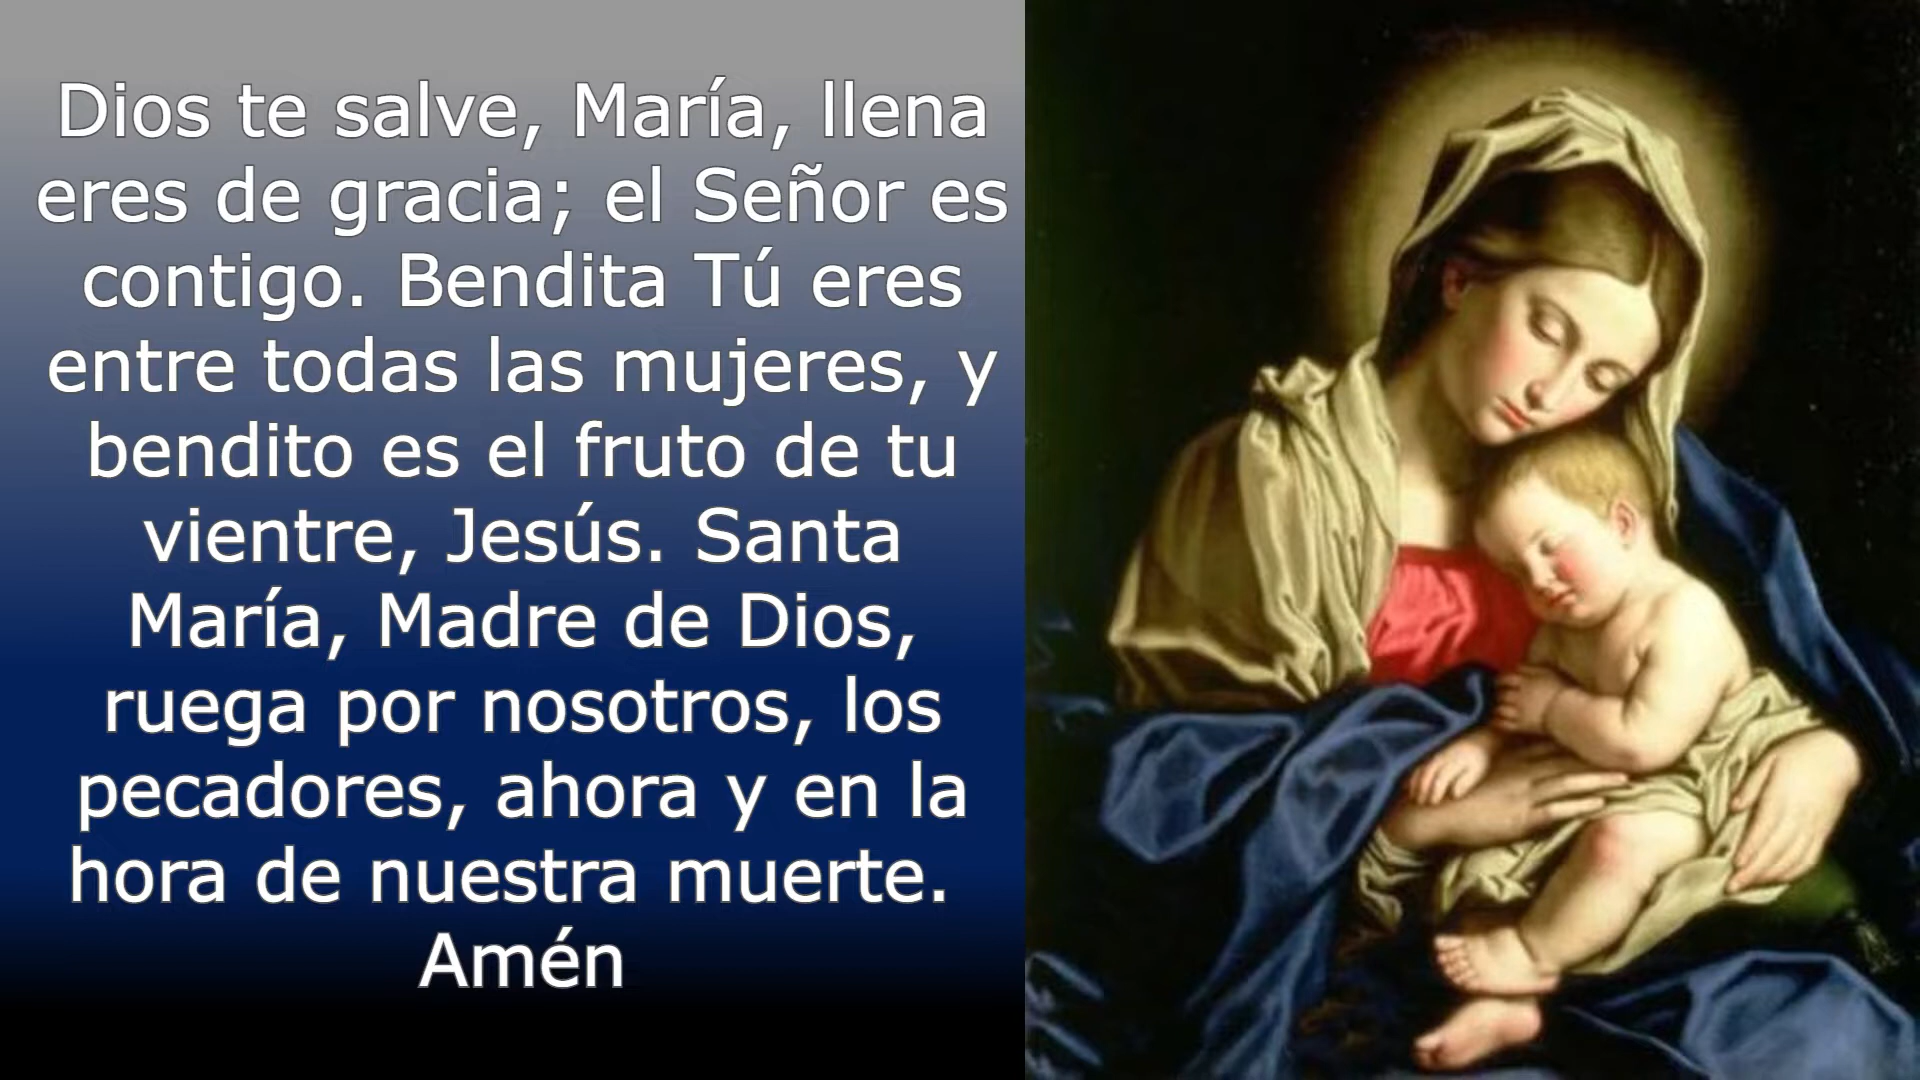 Dios te salve, María, llena
eres de gracia; el Señor es
contigo. Bendita Tú eres
entre todas las mujeres, y
bendito es el fruto de tu
vientre, Jesús. Santa
María, Madre de Dios,
ruega por nosotros, los
pecadores, ahora y en la
hora de nuestra muerte.
Amén